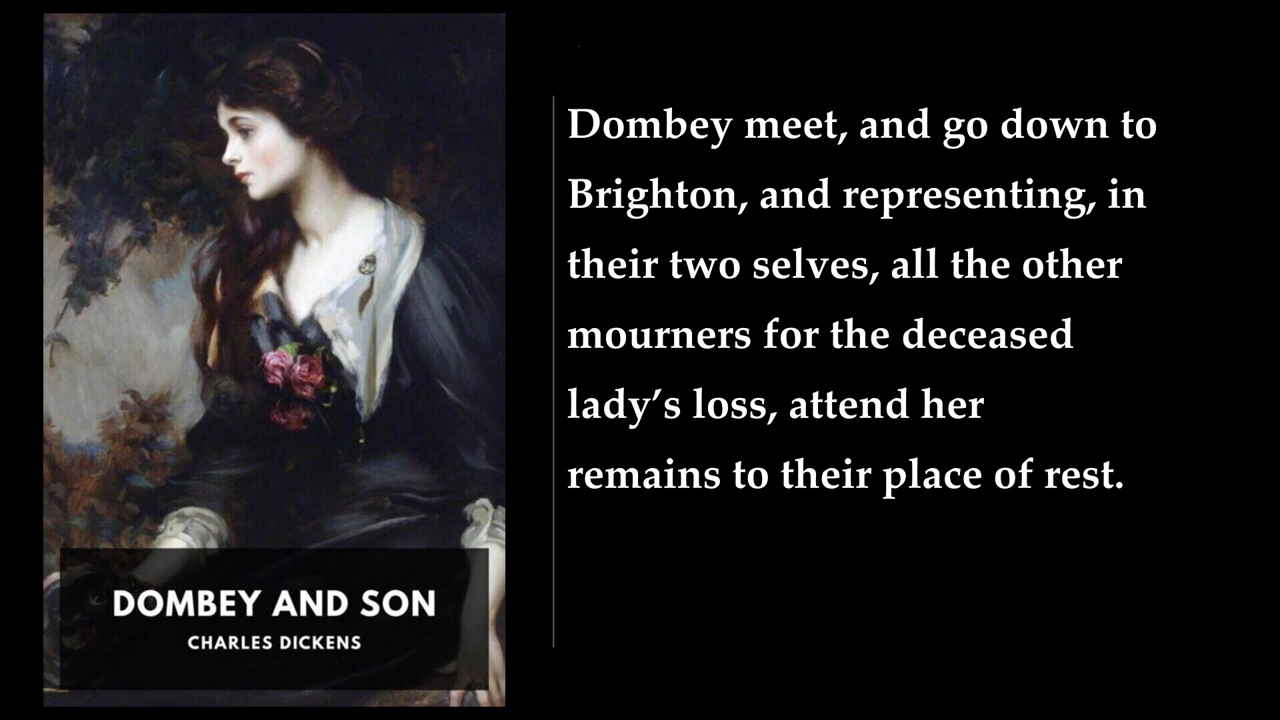 DOMBEY AND SON
CHARLES DICKENS
Dombey meet, and go down to
Brighton, and representing, in
their two selves, all the other
mourners for the deceased
lady’s loss, attend her
remains to their place of rest.